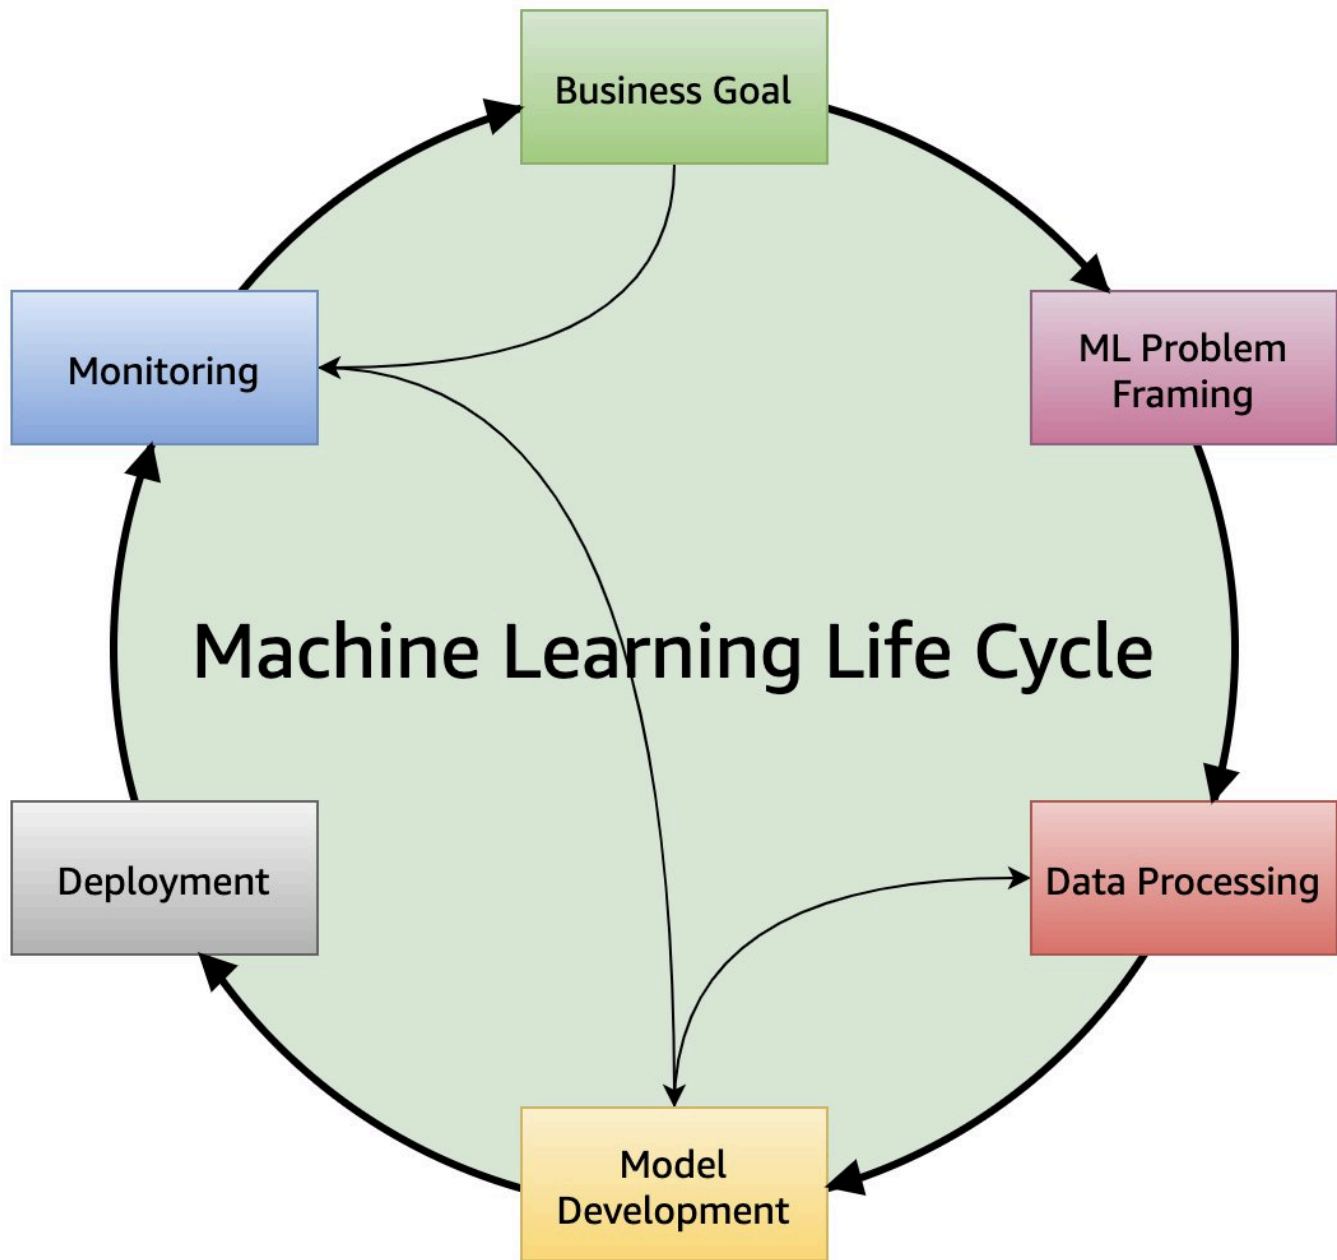 Business Goal
Monitoring
ML Problem
Framing
Machine Learning Life Cycle
Deployment
Data Processing
Model
Development